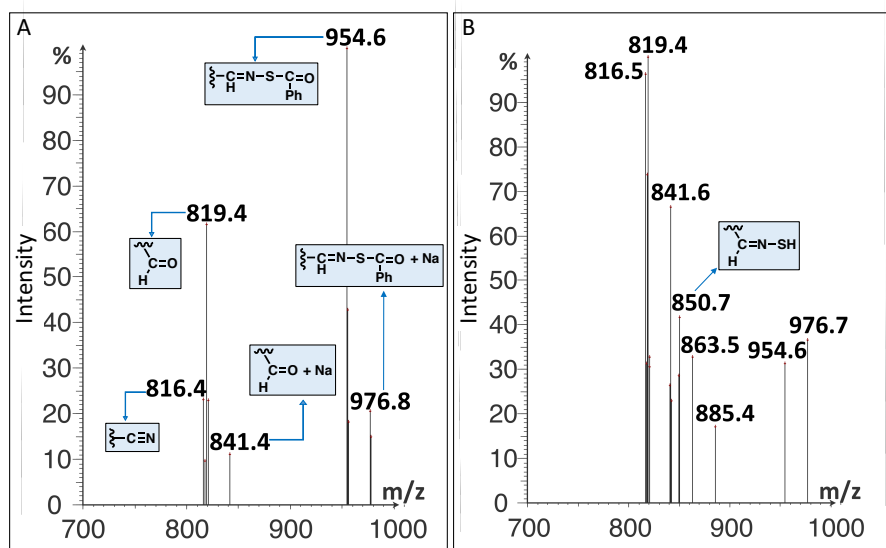 A
%
954.6
–C=N–S–C=O
H
Ph
90
80
70
819.4
60
C=O
H
–C=N–S–C=O + Na
H
Ph
50
Intensity
40
C=O + Na
H
30
816.4
976.8
20
841.4
–C≡N
10
m/z
0
700
800
900
1000
B
819.4
%
816.5
90
80
70
841.6
–C=N–SH
H
60
50
Intensity
850.7
40
976.7
863.5
954.6
30
20
885.4
10
m/z
0
700
800
900
1000